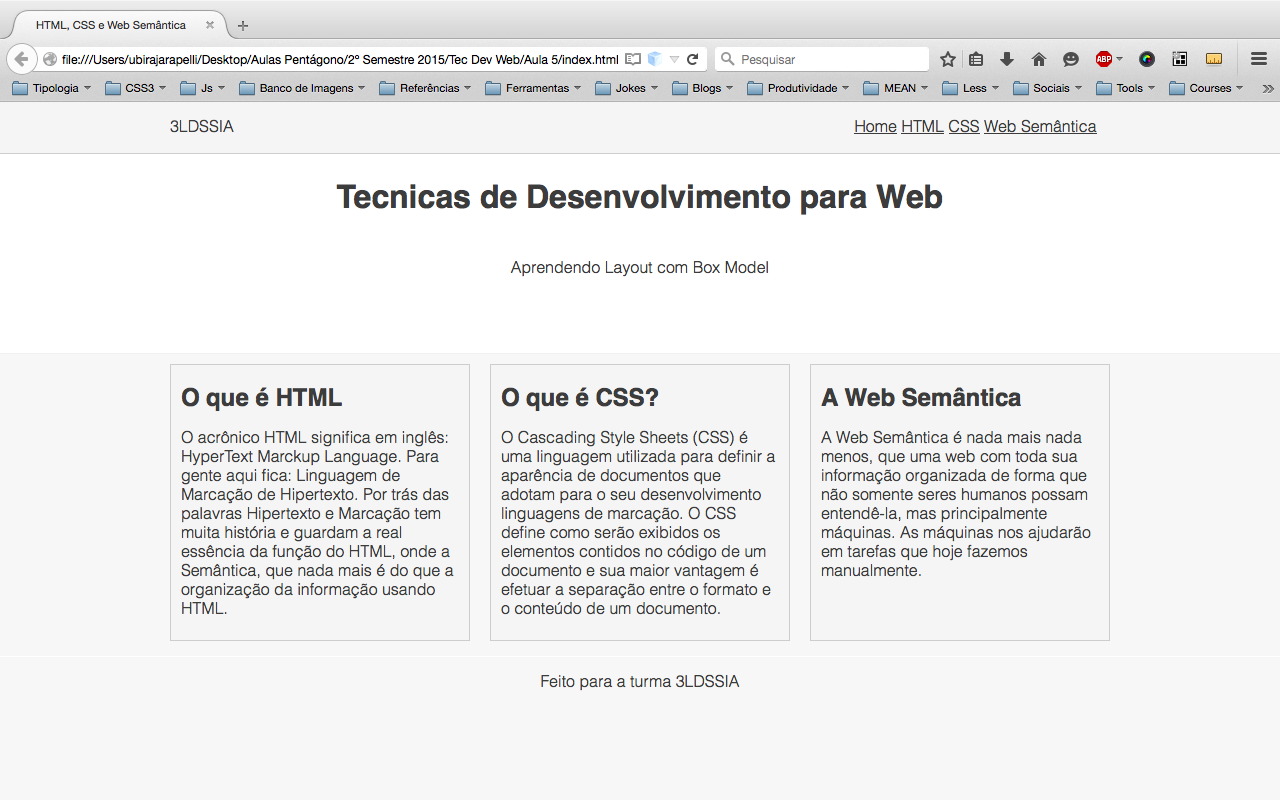 HTML, CSS e Web Semântica
file:///Users/ubirajarapelli/Desktop/Aulas Pentágono/2º Semestre 2015/Tec Dev Web/Aula 5/index.html
Pesquisar
ABP
Tipologia CSS3 Js Banco de Imagens Referências Ferramentas Jokes Blogs Produtividade MEAN Less Sociais Tools Courses
3LDSSIA
Home HTML CSS Web Semântica
Tecnicas de Desenvolvimento para Web
Aprendendo Layout com Box Model
O que é HTML
O acrônico HTML significa em inglês:
HyperText Marckup Language. Para
gente aqui fica: Linguagem de
Marcação de Hipertexto. Por trás das
palavras Hipertexto e Marcação tem
muita história e guardam a real
essência da função do HTML, onde a
Semântica, que nada mais é do que a
organização da informação usando
HTML.
O que é CSS?
O Cascading Style Sheets (CSS) é
uma linguagem utilizada para definir a
aparência de documentos que
adotam para o seu desenvolvimento
linguagens de marcação. O CSS
define como serão exibidos os
elementos contidos no código de um
documento e sua maior vantagem é
efetuar a separação entre o formato e
o conteúdo de um documento.
A Web Semântica
A Web Semântica é nada mais nada
menos, que uma web com toda sua
informação organizada de forma que
não somente seres humanos possam
entendê-la, mas principalmente
máquinas. As máquinas nos ajudarão
em tarefas que hoje fazemos
manualmente.
Feito para a turma 3LDSSIA